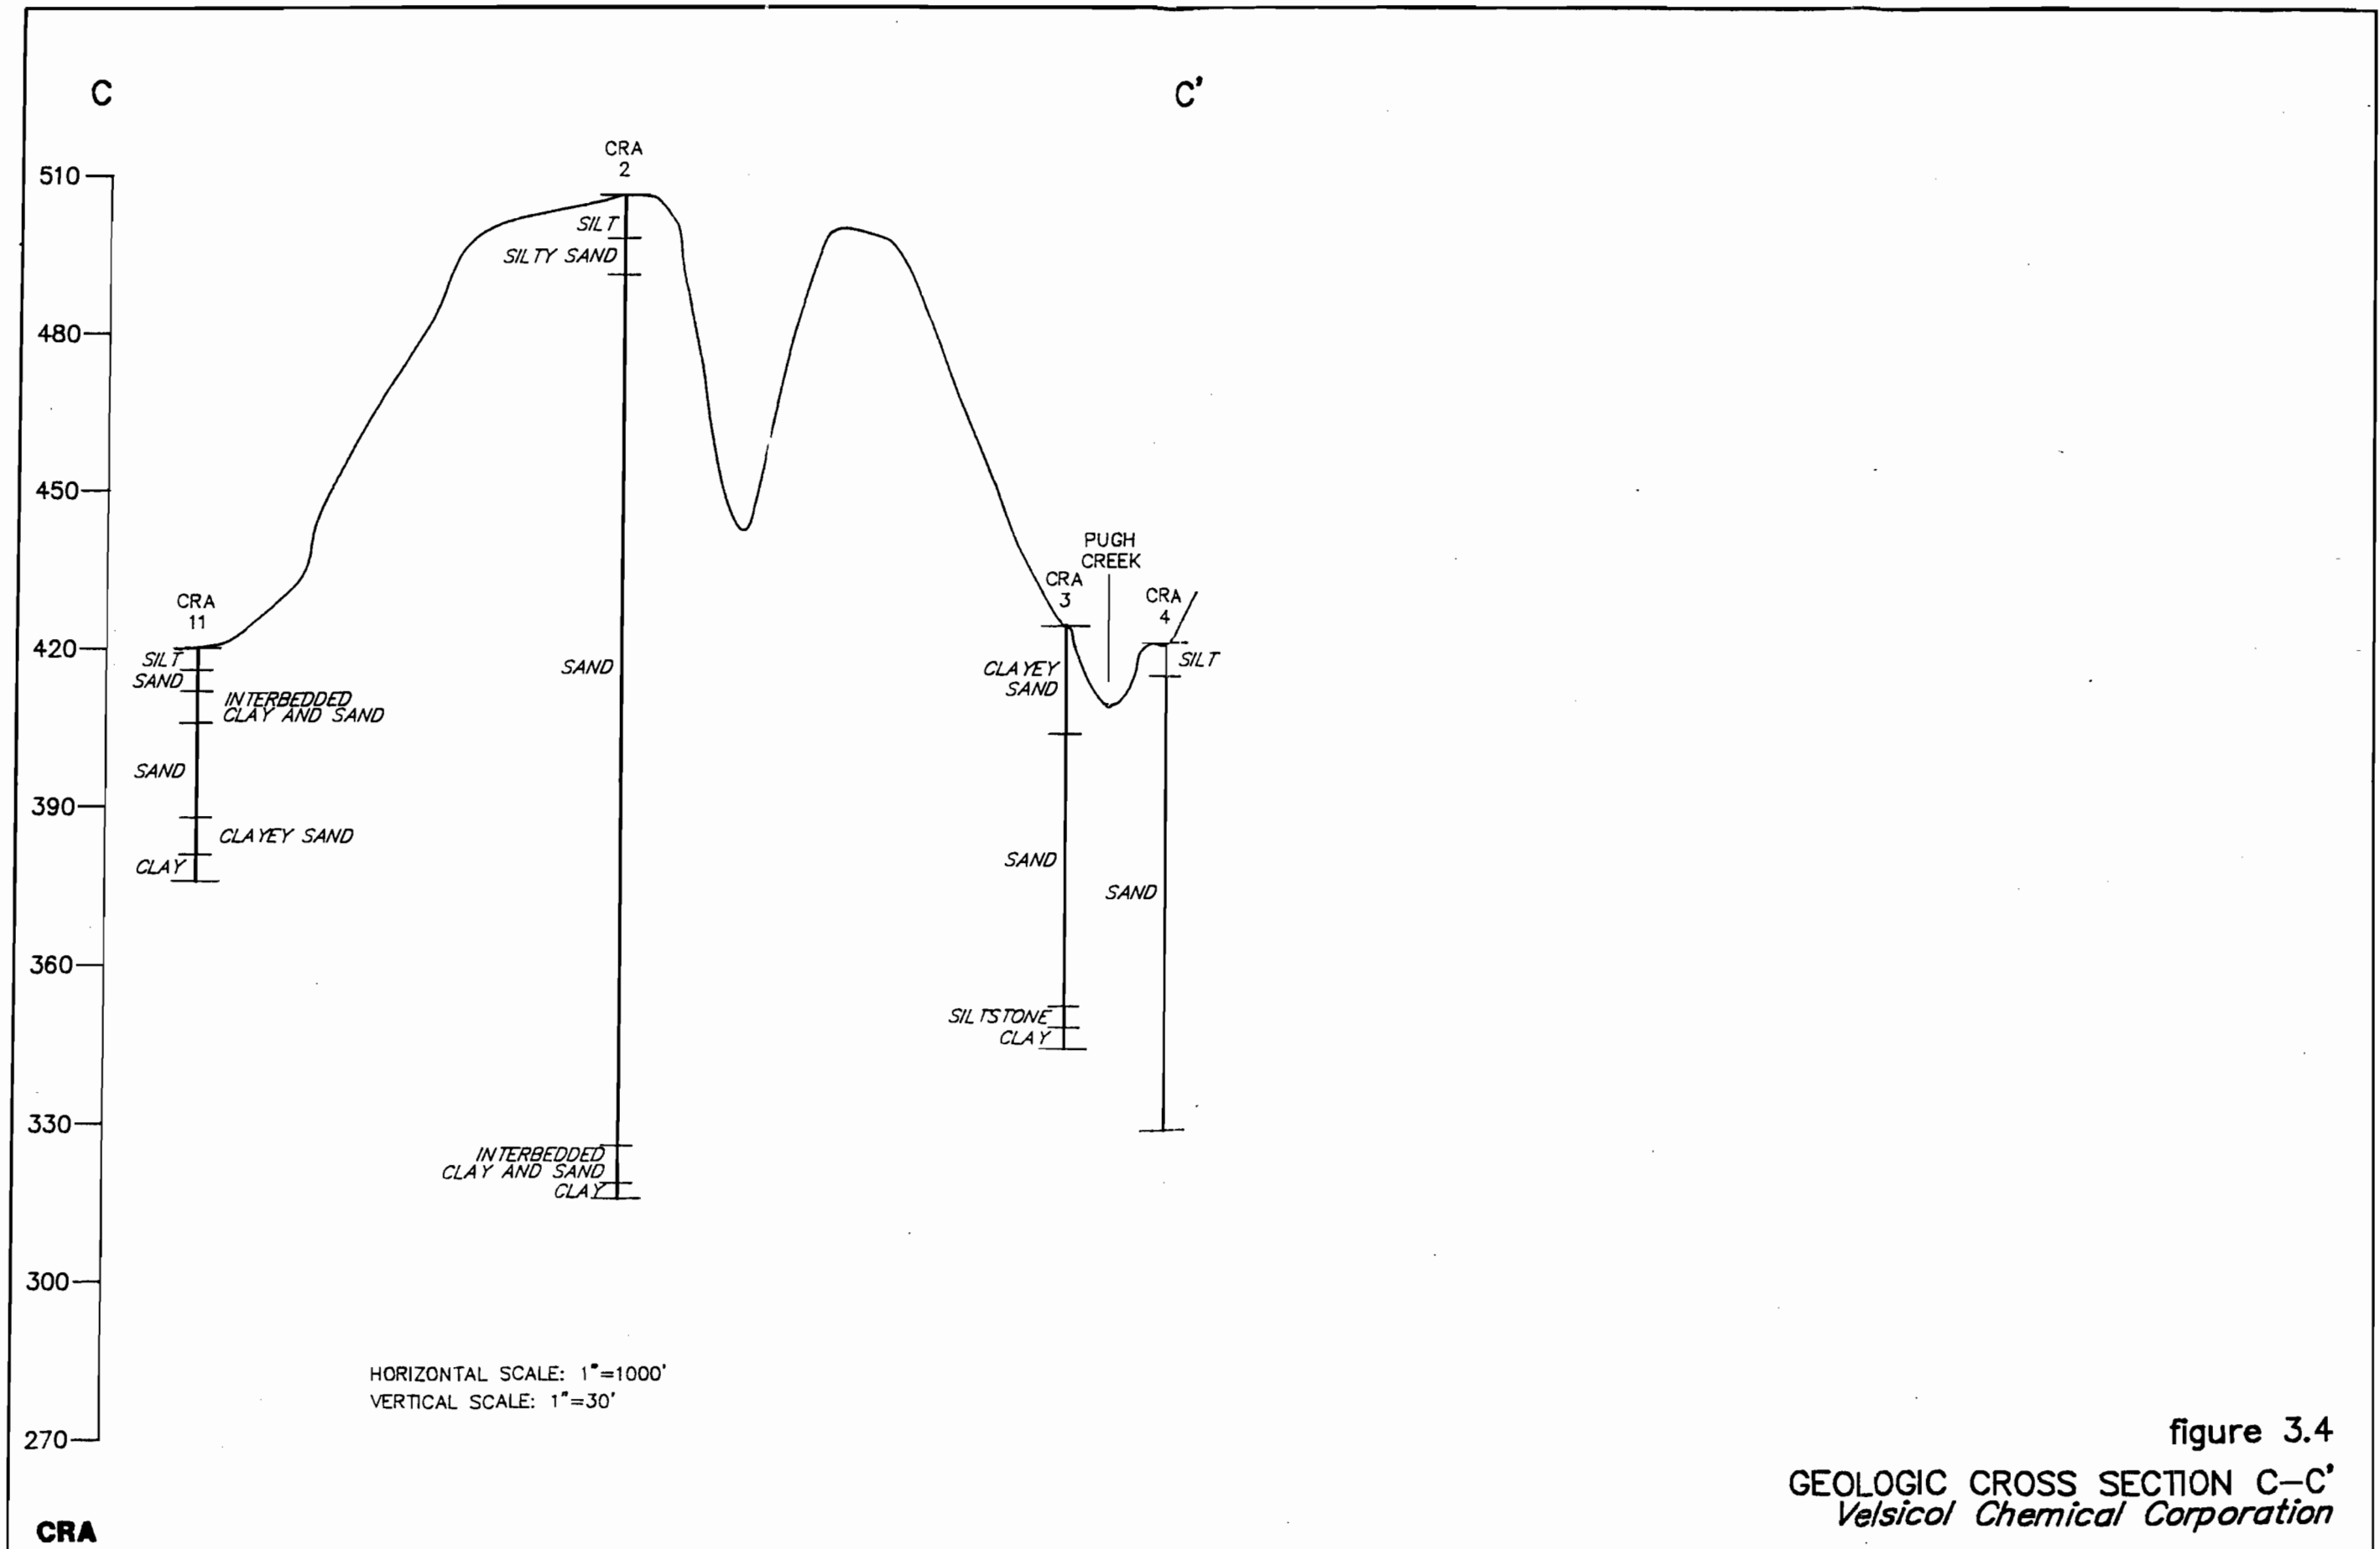 C
C'
CRA
2
510
SILT
SILTY SAND
480
450
PUGH
CREEK
CRA
3
CRA
4
CRA
11
420
SILT
SAND
INTERBEDDED
CLAY AND SAND
SAND
CLAYEY
SAND
SILT
SAND
390
CLAYEY SAND
CLAY
SAND
SAND
360
SILTSTONE
CLAY
330
INTERBEDDED
CLAY AND SAND
CLAY
300
HORIZONTAL SCALE: 1"=1000'
VERTICAL SCALE: 1"=30'
270
figure 3.4
GEOLOGIC CROSS SECTION C-C'
Velsicol Chemical Corporation
CRA